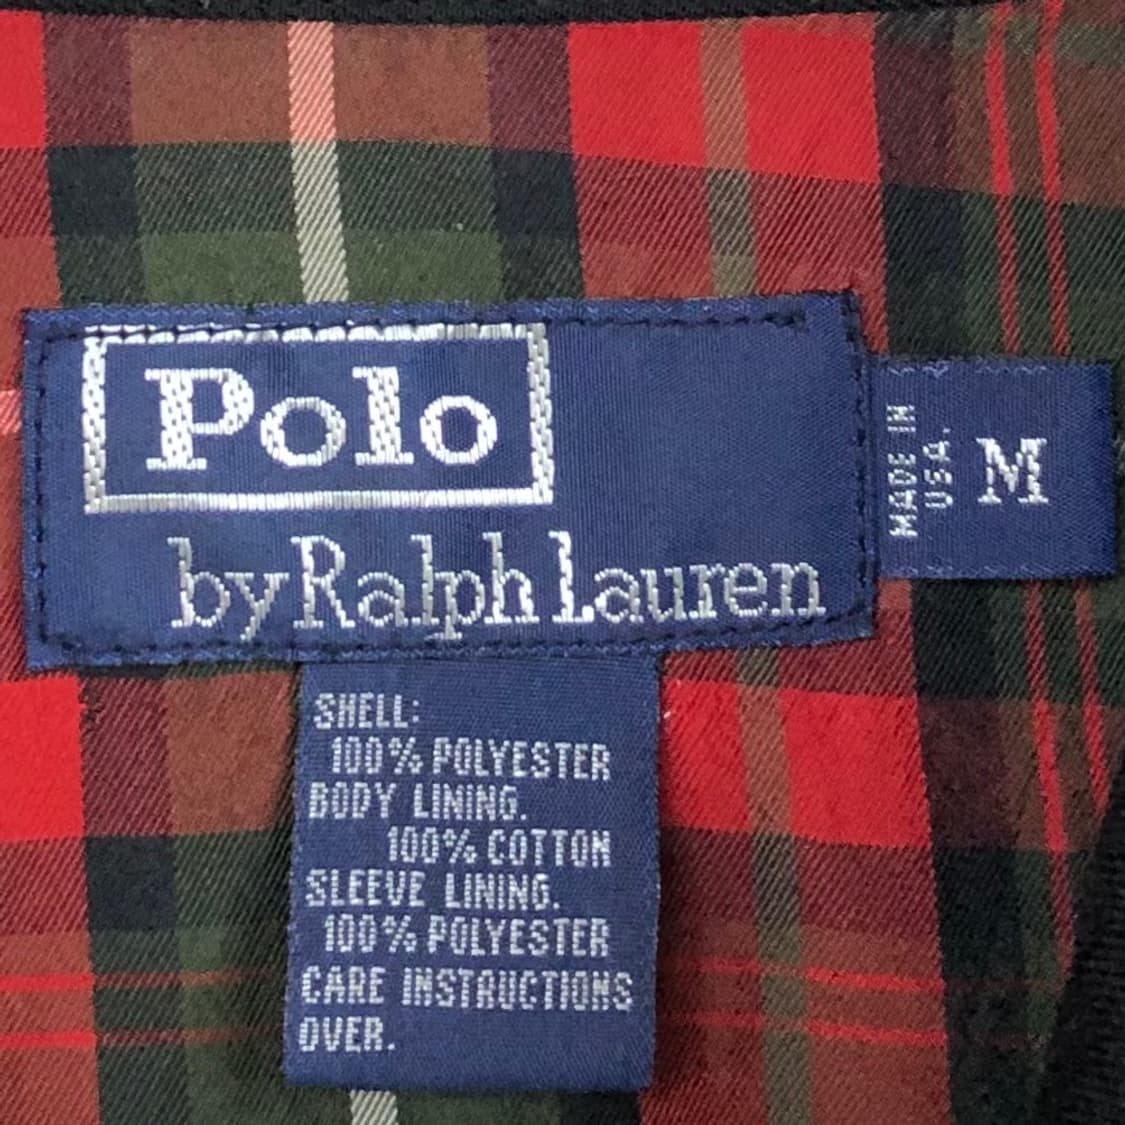 Polo
by Ralph Lauren
MADE IN
USA.
M
SHELL:
100% POLYESTER
BODY LINING.
100% COTTON
SLEEVE LINING.
100% POLYESTER
CARE INSTRUCTIONS
OVER.